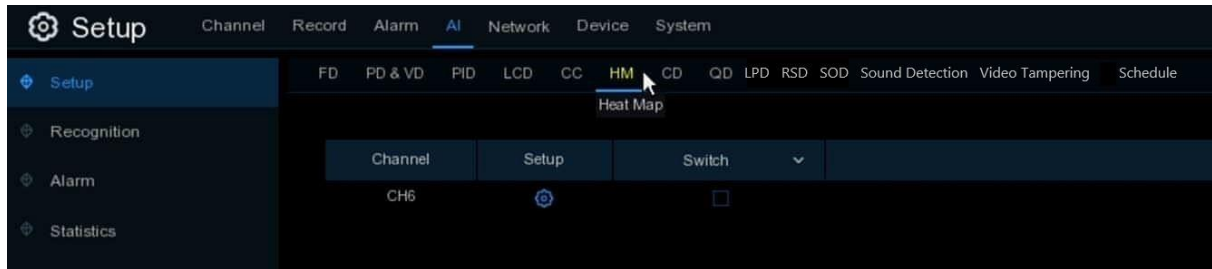 Setup Channel Record Alarm AI Network Device System
Setup FD PD & VD PID LCD CC HM CD QD LPD RSD SOD Sound Detection Video Tampering Schedule
Heat Map
Recognition
Channel Setup Switch
Alarm
CH6
Statistics